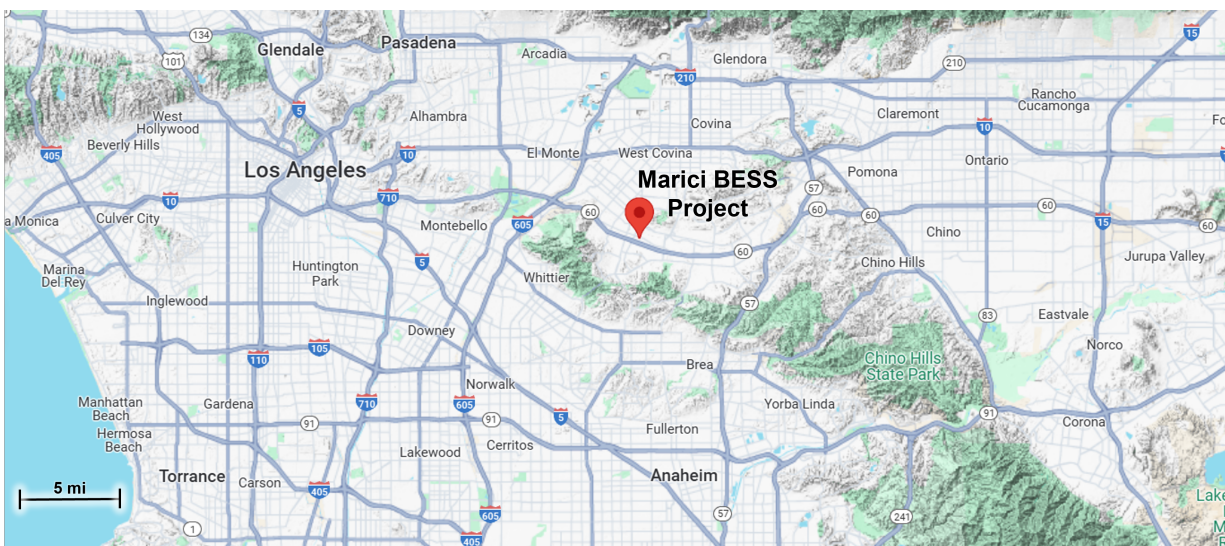 134
Glendale
Pasadena
Arcadia
Glendora
15
101
210
210
5
Alhambra
Covina
Claremont
Rancho
Cucamonga
West
Hollywood
Beverly Hills
405
10
El Monte
West Covina
10
Ontario
Los Angeles
Marici BESS
Project
Pomona
57
710
10
a Monica
Culver City
Montebello
605
60
60
60
60
15
60
Chino
Marina
Del Rey
Huntington
Park
5
Whittier
60
Chino Hills
Jurupa Valley
Inglewood
57
83
Eastvale
Downey
110
105
Brea
Chino Hills
State Park
Norco
Norwalk
Manhattan
Beach
Gardena
710
605
91
91
5
Yorba Linda
91
Corona
Hermosa
Beach
Fullerton
Lakewood
Cerritos
Torrance
Carson
405
Anaheim
5 mi
1
605
405
57
241
Lake
M